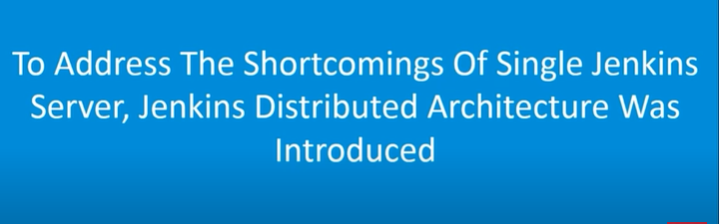 To Address The Shortcomings Of Single Jenkins
Server, Jenkins Distributed Architecture Was
Introduced